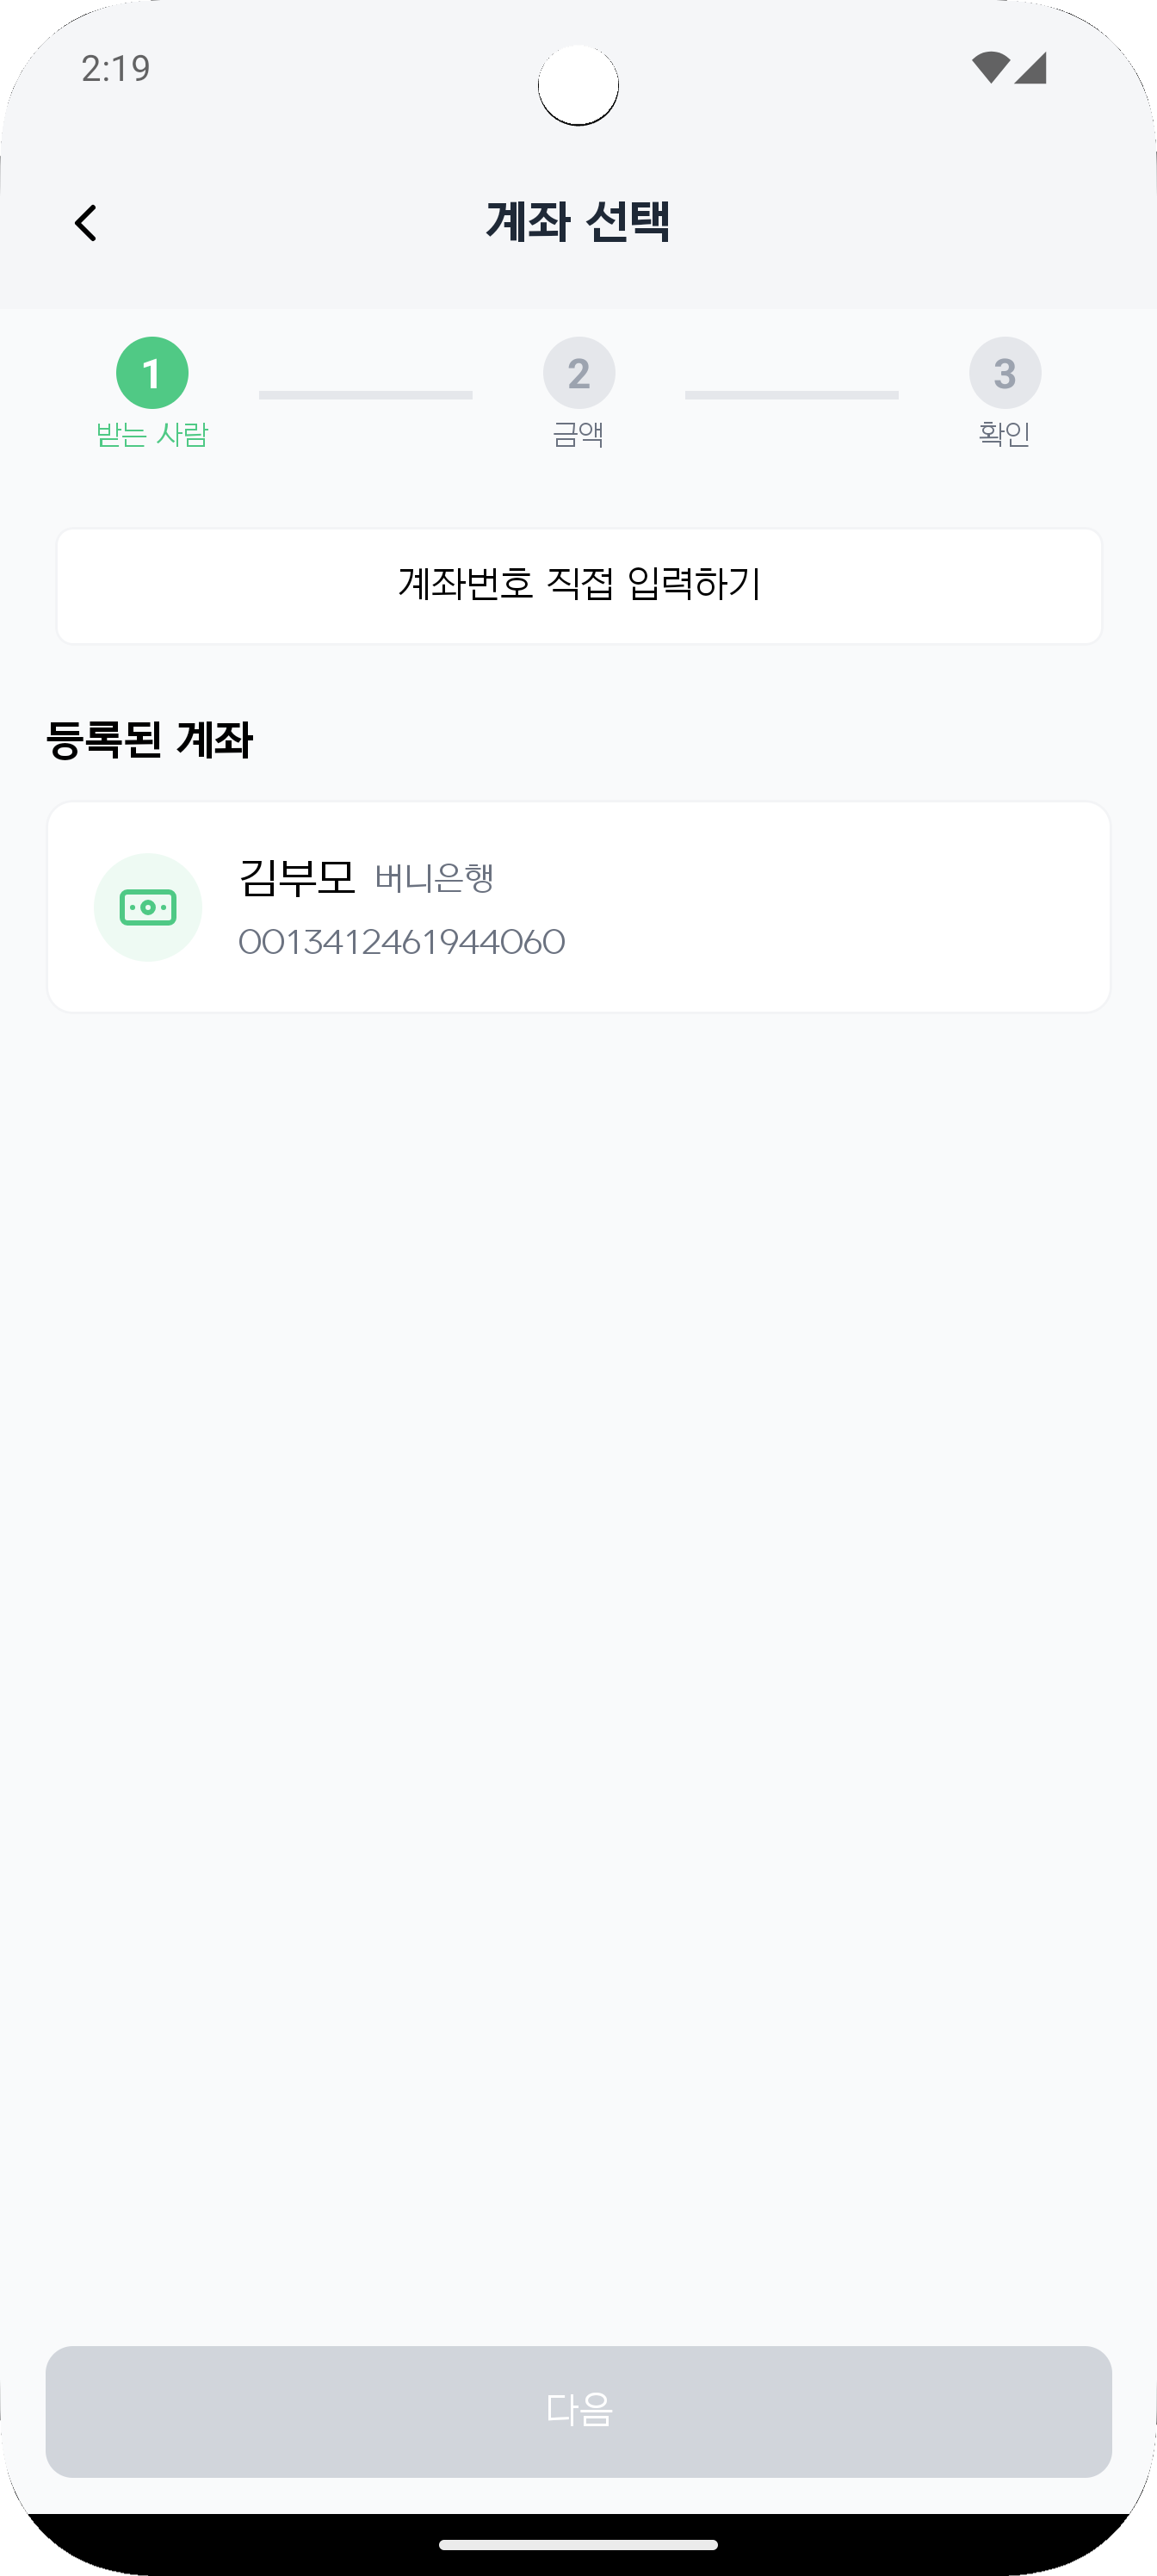 2:19
계좌 선택
1
2
3
받는 사람
금액
확인
계좌번호 직접 입력하기
등록된 계좌
김부모 버니은행
0013412461944060
다음